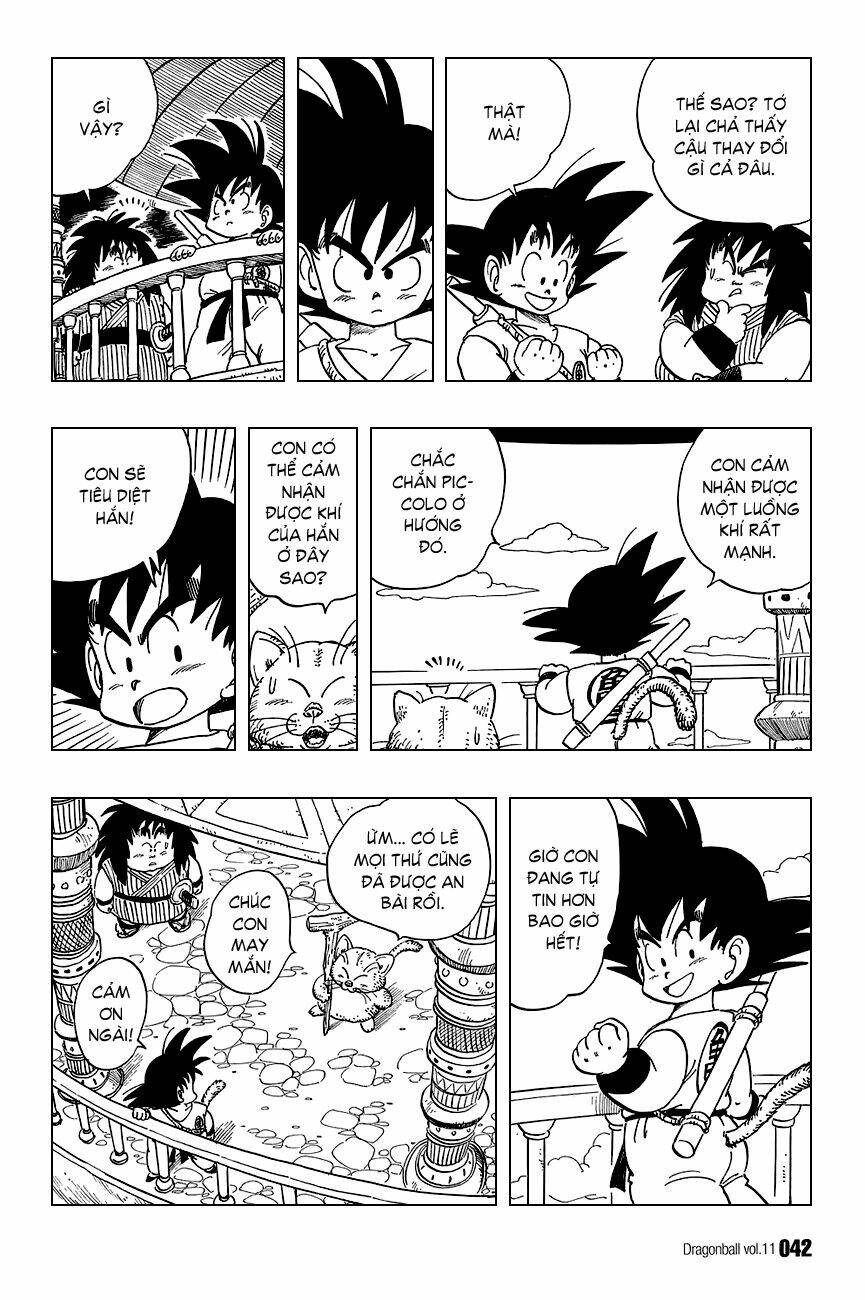 THẾ SAO? TỚ
LẠI CHẢ THẤY
CẬU THAY ĐỔI
GÌ CẢ ĐÂU.
THẬT
MÀ!
GÌ
VẬY?
CON CẢM
NHẬN ĐƯỢC
MỘT LUỒNG
KHÍ RẤT
MẠNH.
CHẮC
CHẮN PIC-
COLO Ở
HƯỚNG
ĐÓ.
CON CÓ
THỂ CẢM
NHẬN
ĐƯỢC KHÍ
CỦA HẮN
Ở ĐÂY
SAO?
CON SẼ
TIÊU DIỆT
HẮN!
GIỜ CON
ĐANG TỰ
TIN HƠN
BAO GIỜ
HẾT!
ỪM... CÓ LẼ
MỌI THỨ CŨNG
ĐÃ ĐƯỢC AN
BÀI RỒI.
CHÚC
CON
MAY
MẮN!
CẢM
ƠN
NGÀI!
Dragonball vol.11 042